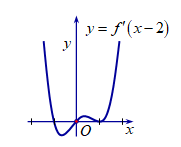 y = f′(x−2)
y
O
x